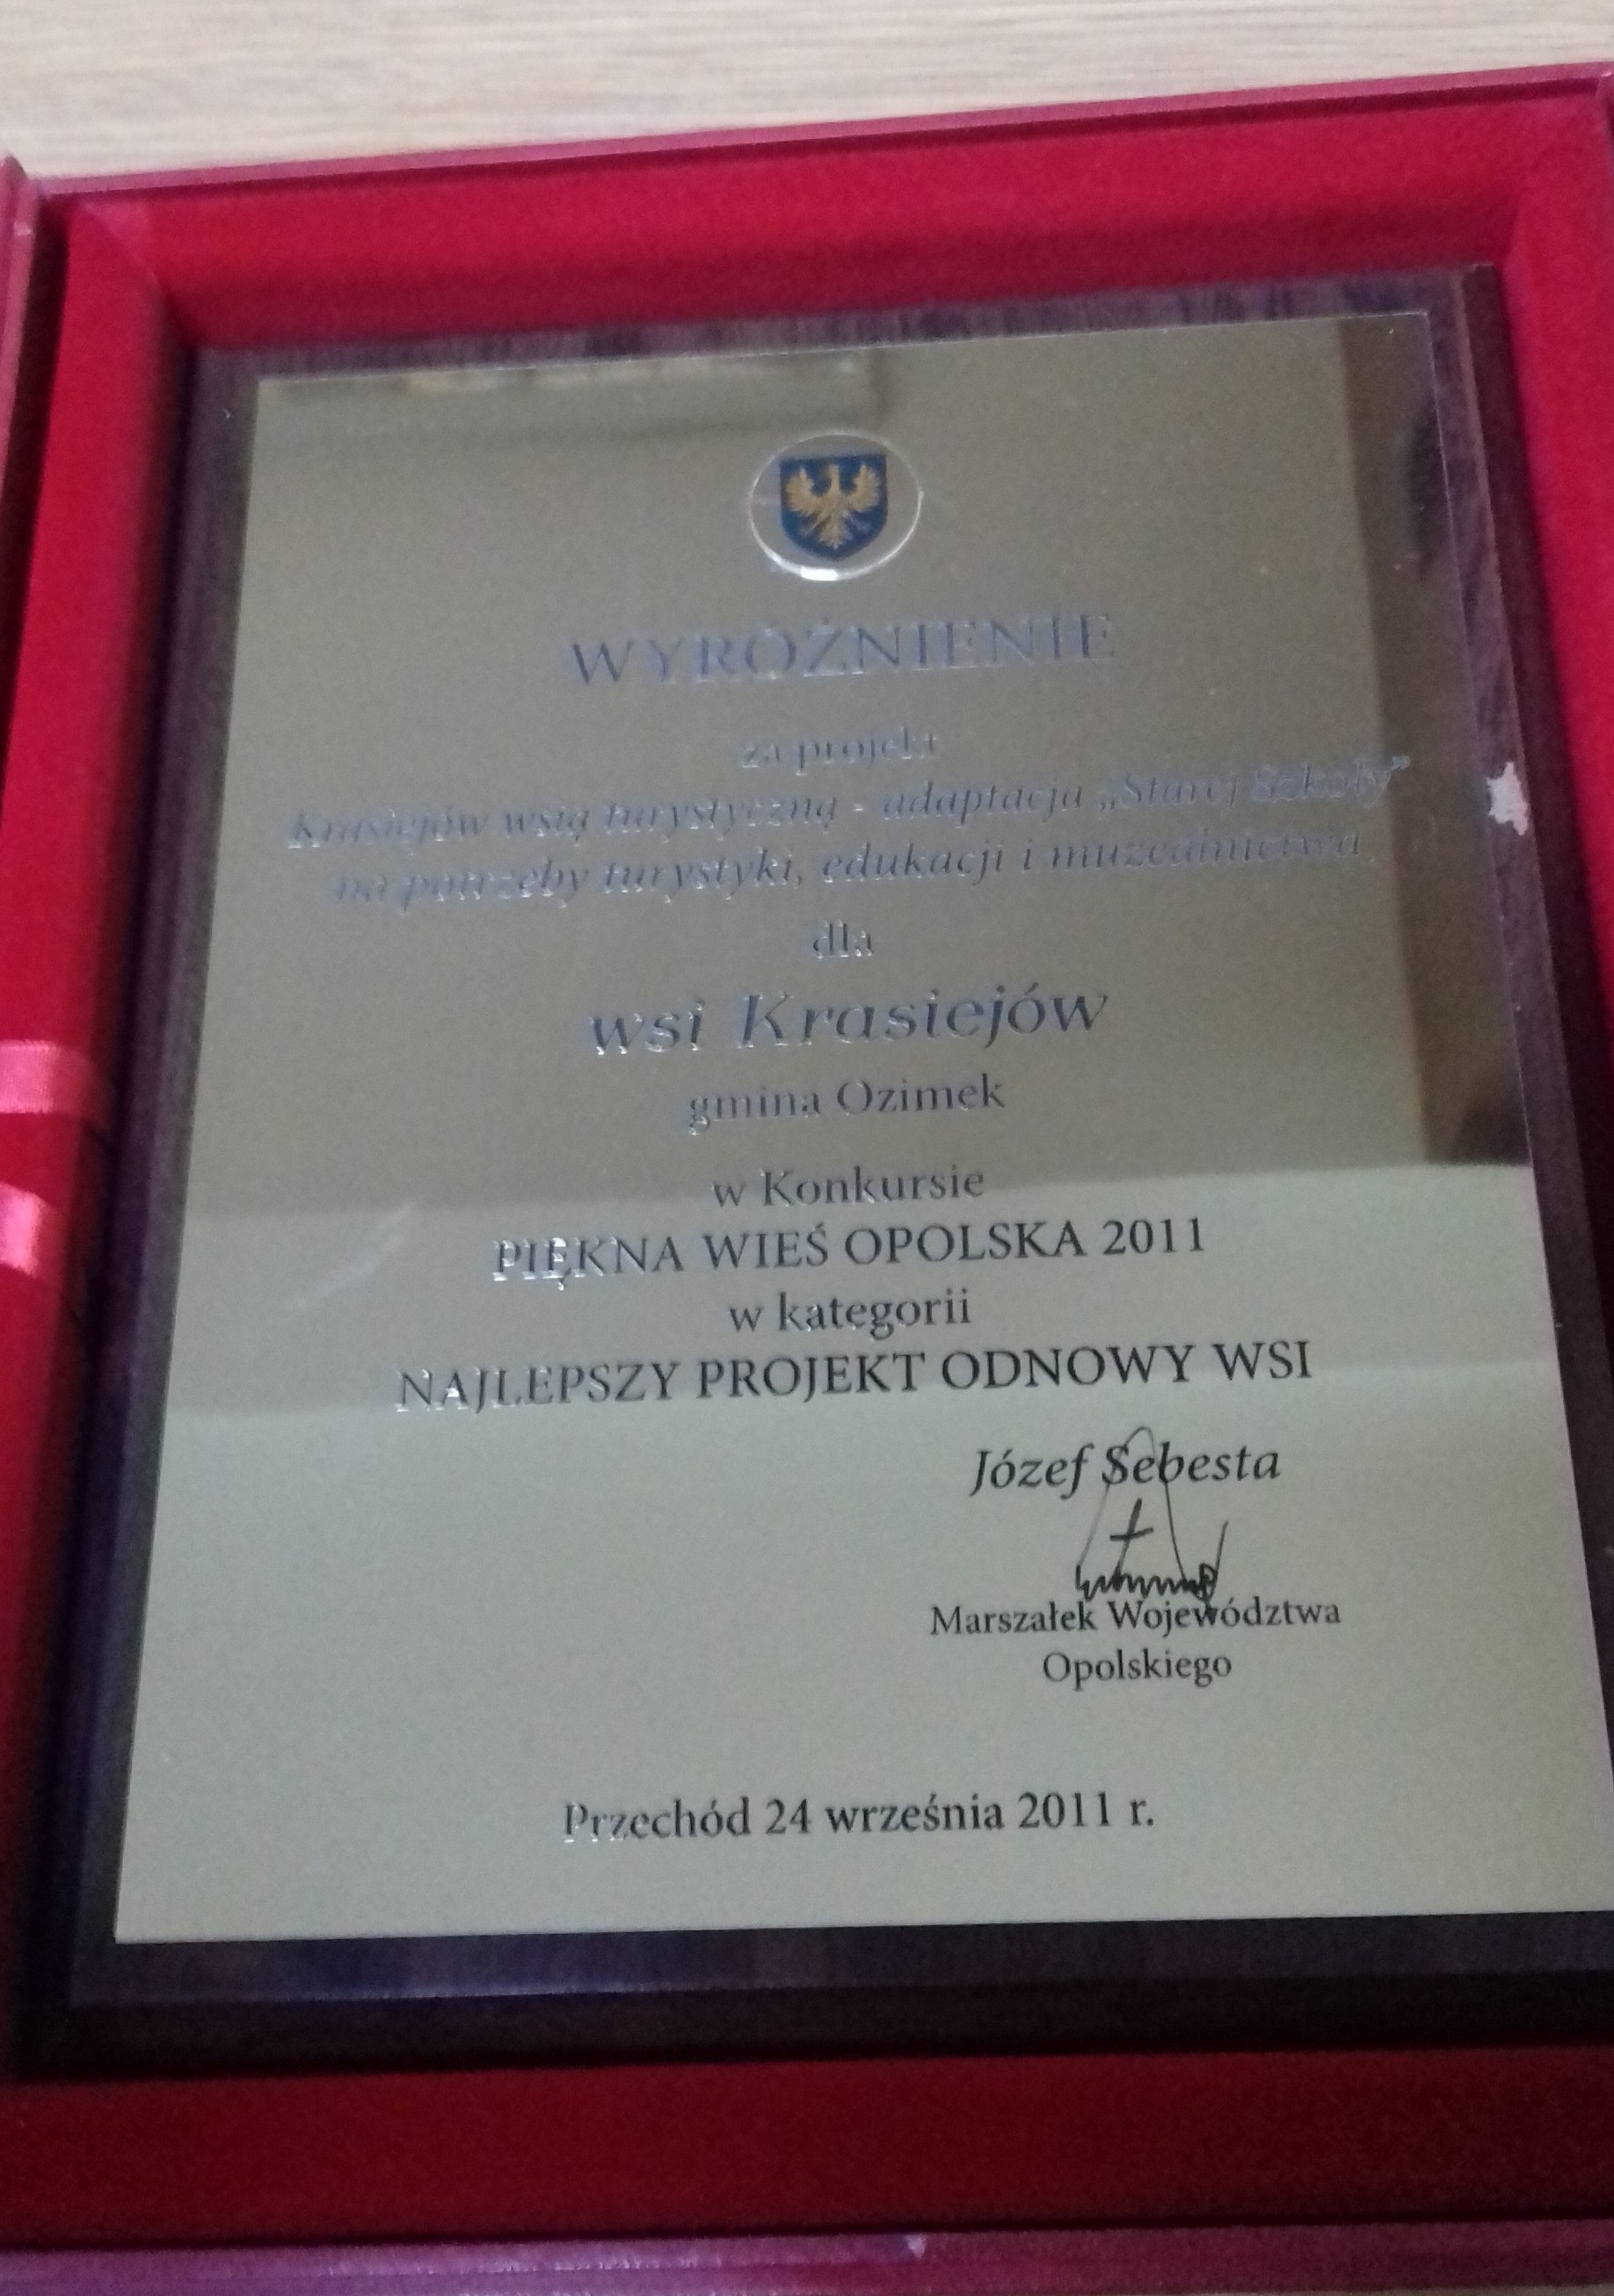 WYRÓŻNIENIE
za projekt
Krasiejów wsią turystyczną - adaptacja „Starej Szkoły”
na potrzeby turystyki, edukacji i muzealnictwa
dla
wsi Krasiejów
gmina Ozimek
w Konkursie
PIĘKNA WIEŚ OPOLSKA 2011
w kategorii
NAJLEPSZY PROJEKT ODNOWY WSI
Józef Sebesta
Marszałek Województwa
Opolskiego
Przechód 24 września 2011 r.